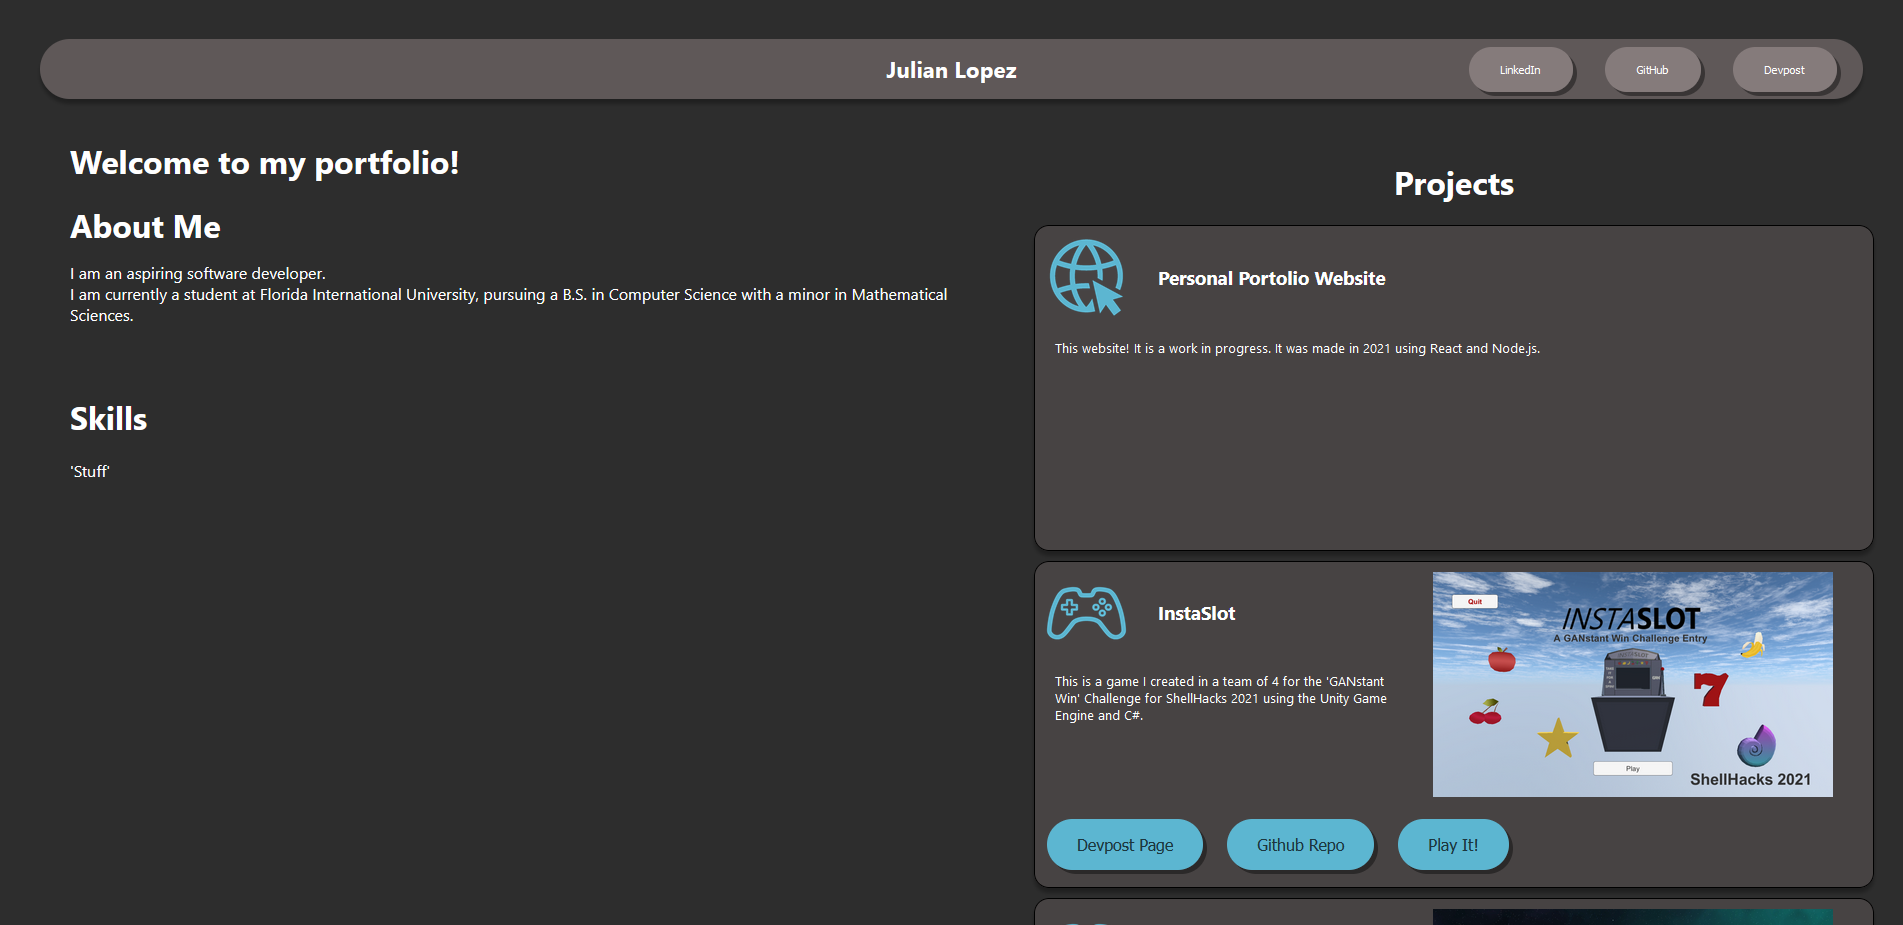 Julian Lopez
LinkedIn
GitHub
Devpost
Welcome to my portfolio!
About Me
I am an aspiring software developer.
I am currently a student at Florida International University, pursuing a B.S. in Computer Science with a minor in Mathematical
Sciences.
Skills
'Stuff'
Projects
Personal Portolio Website
This website! It is a work in progress. It was made in 2021 using React and Node.js.
InstaSlot
This is a game I created in a team of 4 for the 'GANstant
Win' Challenge for ShellHacks 2021 using the Unity Game
Engine and C#.
Quit
INSTASLOT
A GANstant Win Challenge Entry
7
Play
ShellHacks 2021
Devpost Page
Github Repo
Play It!